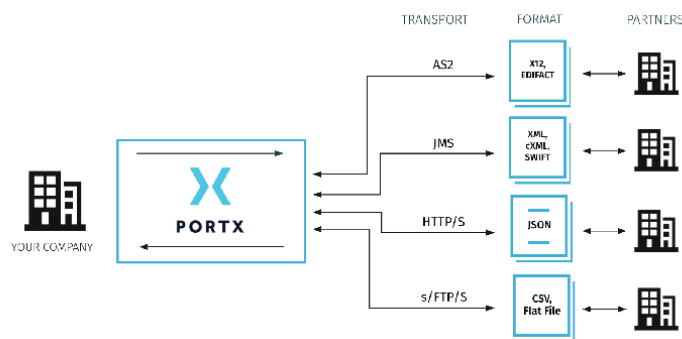 TRANSPORT FORMAT PARTNERS
AS2
X12,
EDIFACT
JMS
XML,
cXML,
SWIFT
PORTX
YOUR COMPANY
HTTP/S
JSON
s/FTP/S
CSV,
Flat File